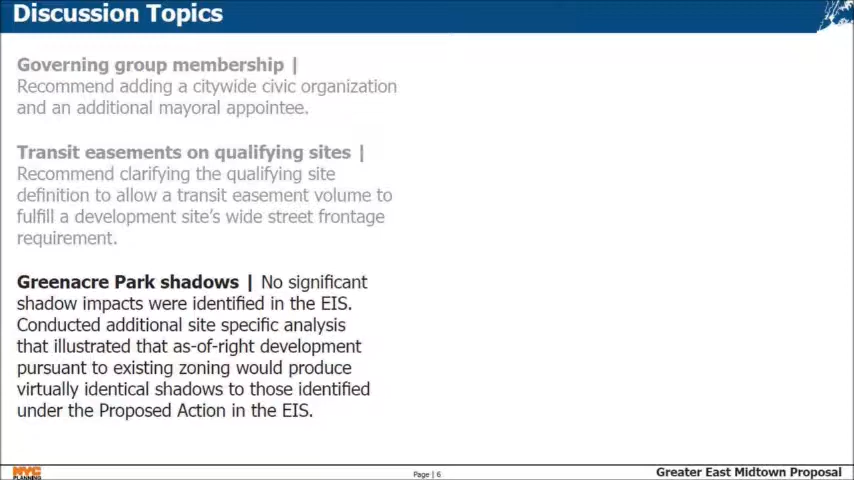 Discussion Topics
Governing group membership |
Recommend adding a citywide civic organization
and an additional mayoral appointee.
Transit easements on qualifying sites |
Recommend clarifying the qualifying site
definition to allow a transit easement volume to
fulfill a development site's wide street frontage
requirement.
Greenacre Park shadows | No significant
shadow impacts were identified in the EIS.
Conducted additional site specific analysis
that illustrated that as-of-right development
pursuant to existing zoning would produce
virtually identical shadows to those identified
under the Proposed Action in the EIS.
NYC
PLANNING
Page | 6
Greater East Midtown Proposal